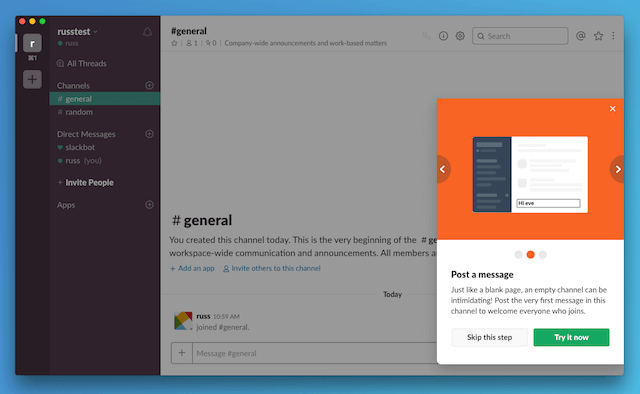 russtest
russ
r
⌘1
All Threads
Channels
# general
# random
Direct Messages
slackbot
russ (you)
+ Invite People
Apps
#general
1
0
Company-wide announcements and work-based matters
Search
# general
You created this channel today. This is the very beginning of the # ge
workspace-wide communication and announcements. All members a
+ Add an app
Invite others to this channel
Today
russ 10:59 AM
joined #general.
Message #general
Hi eve
Post a message
Just like a blank page, an empty channel can be
intimidating! Post the very first message in this
channel to welcome everyone who joins.
Skip this step
Try it now